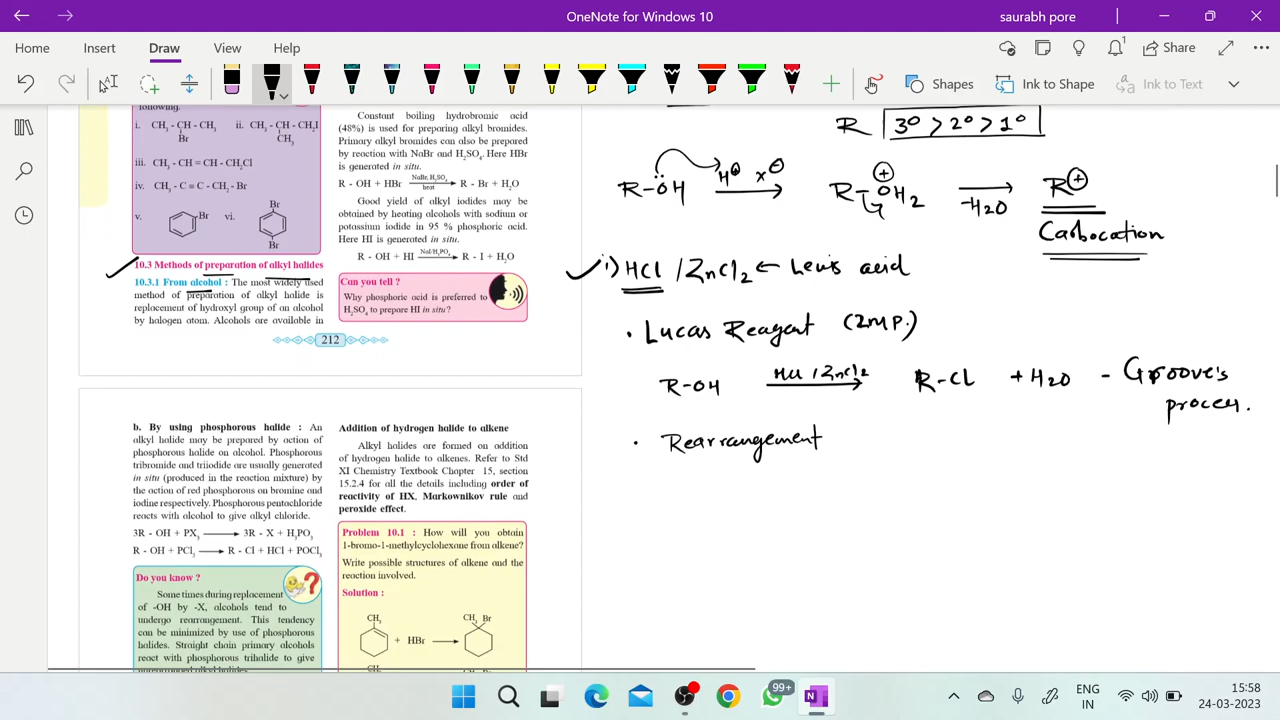 OneNote for Windows 10
saurabh pore
Home Insert Draw View Help
Share
Shapes
Ink to Shape
Ink to Text
following.
i. CH3 - CH - CH3 ii. CH3 - CH - CH2I
Br CH3
iii. CH3 - CH = CH - CH2Cl
iv. CH3 - C ≡ C - CH2 - Br
v. Br vi. Br
Br
10.3 Methods of preparation of alkyl halides
10.3.1 From alcohol : The most widely used
method of preparation of alkyl halide is
replacement of hydroxyl group of an alcohol
by halogen atom. Alcohols are available in
Constant boiling hydrobromic acid
(48%) is used for preparing alkyl bromides.
Primary alkyl bromides can also be prepared
by reaction with NaBr and H2SO4. Here HBr
is generated in situ.
R - OH + HBr NaBr, H2SO4 heat → R - Br + H2O
Good yield of alkyl iodides may be
obtained by heating alcohols with sodium or
potassium iodide in 95 % phosphoric acid.
Here HI is generated in situ.
R - OH + HI NaI/H3PO4 → R - I + H2O
Can you tell ?
Why phosphoric acid is preferred to
H2SO4 to prepare HI in situ?
212
b. By using phosphorous halide : An
alkyl halide may be prepared by action of
phosphorous halide on alcohol. Phosphorous
tribromide and triiodide are usually generated
in situ (produced in the reaction mixture) by
the action of red phosphorous on bromine and
iodine respectively. Phosphorous pentachloride
reacts with alcohol to give alkyl chloride.
3R - OH + PX3 → 3R - X + H3PO3
R - OH + PCl5 → R - Cl + HCl + POCl3
Do you know ?
Some times during replacement
of -OH by -X, alcohols tend to
undergo rearrangement. This tendency
can be minimized by use of phosphorous
halides. Straight chain primary alcohols
react with phosphorous trihalide to give
Addition of hydrogen halide to alkene
Alkyl halides are formed on addition
of hydrogen halide to alkenes. Refer to Std
XI Chemistry Textbook Chapter 15, section
15.2.4 for all the details including order of
reactivity of HX, Markownikov rule and
peroxide effect.
Problem 10.1 : How will you obtain
1-bromo-1-methylcyclohexane from alkene?
Write possible structures of alkene and the
reaction involved.
Solution :
CH3 CH3 Br
+ HBr →
R 3° > 2° > 1°
R-ÖH H⊕ X⊖ → R-OH2 ⊕ → -H2O R⊕
Carbocation
i) HCl / ZnCl2 ← Lewis acid
• Lucas Reagent (2MP.)
R-OH HCl / ZnCl2 → R-Cl + H2O - Groove's
process.
• Rearrangement
99+
ENG
IN
15:58
24-03-2023